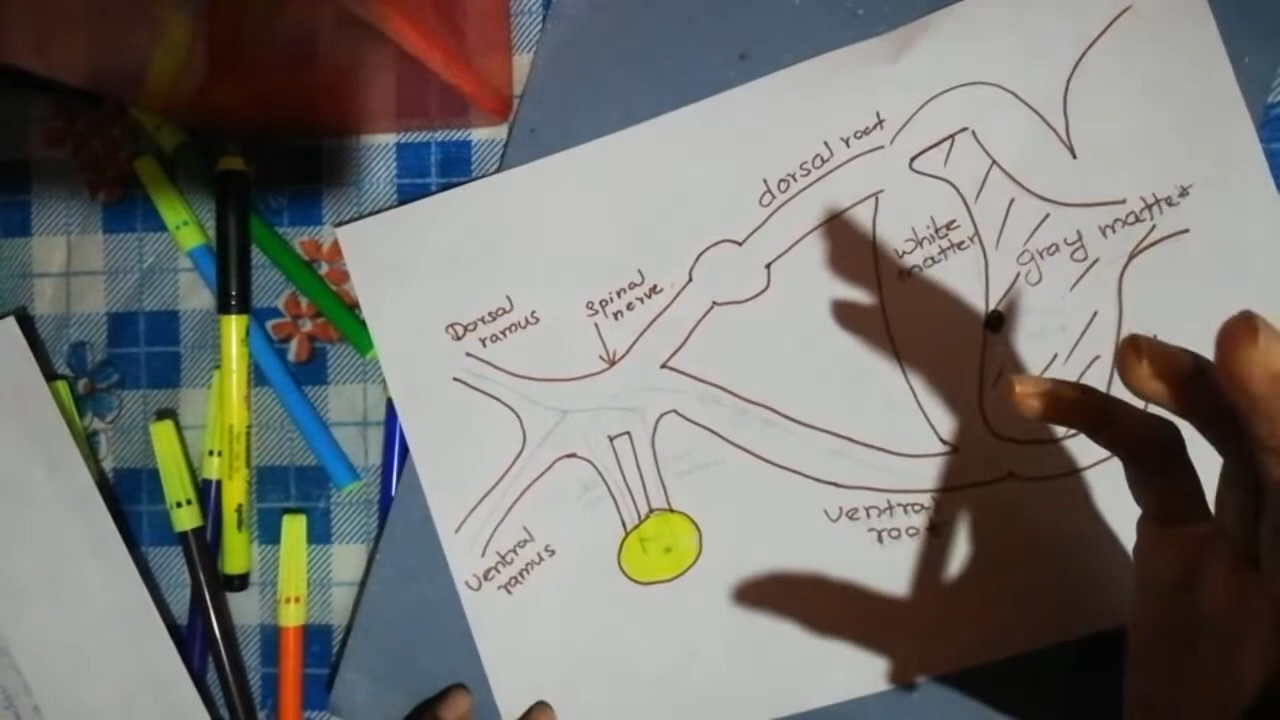 dorsal root
white
matter
gray matter
Spinal
nerve
Dorsal
ramus
ventral
root
ventral
ramus